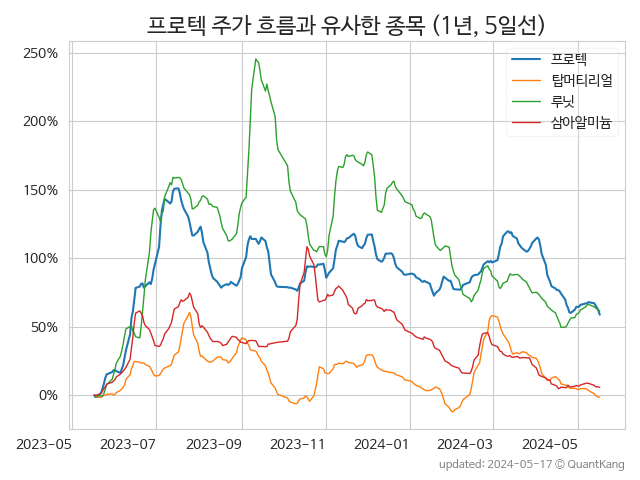 프로텍 주가 흐름과 유사한 종목 (1년, 5일선)
250%
200%
150%
100%
50%
0%
프로텍
탑머티리얼
루닛
삼아알미늄
2023-05 2023-07 2023-09 2023-11 2024-01 2024-03 2024-05
updated: 2024-05-17 © QuantKang